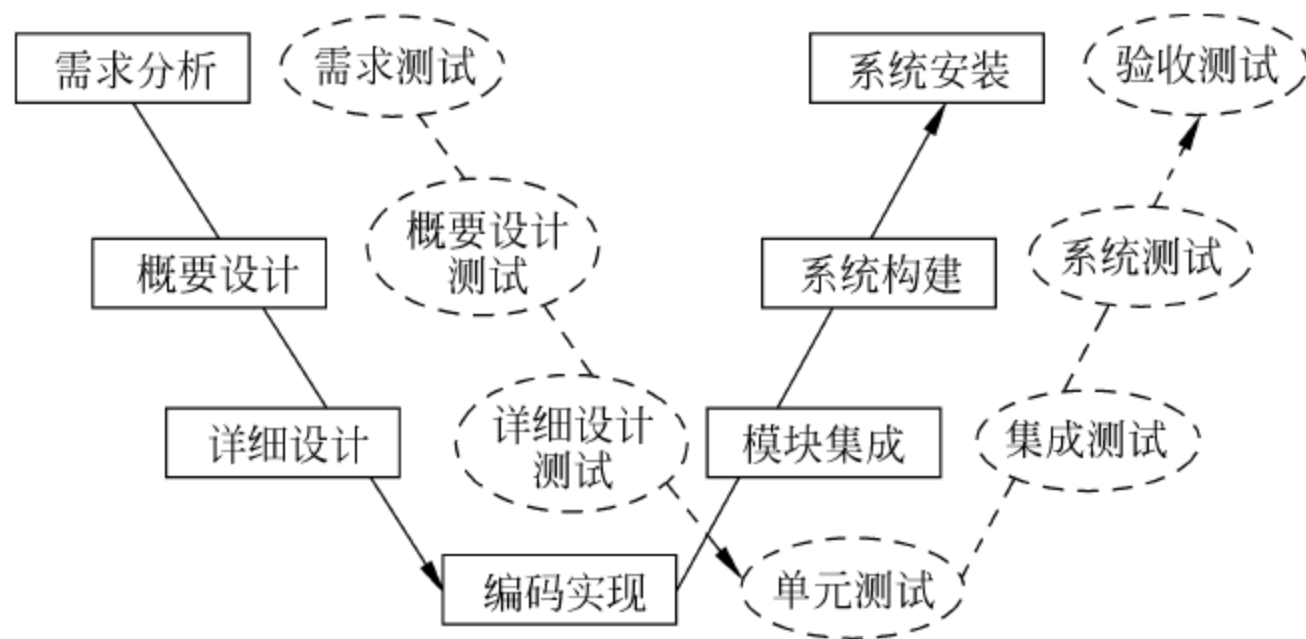 需求分析
需求测试
系统安装
验收测试
概要设计
测试
概要设计
系统构建
系统测试
详细设计
详细设计
测试
模块集成
集成测试
编码实现
单元测试